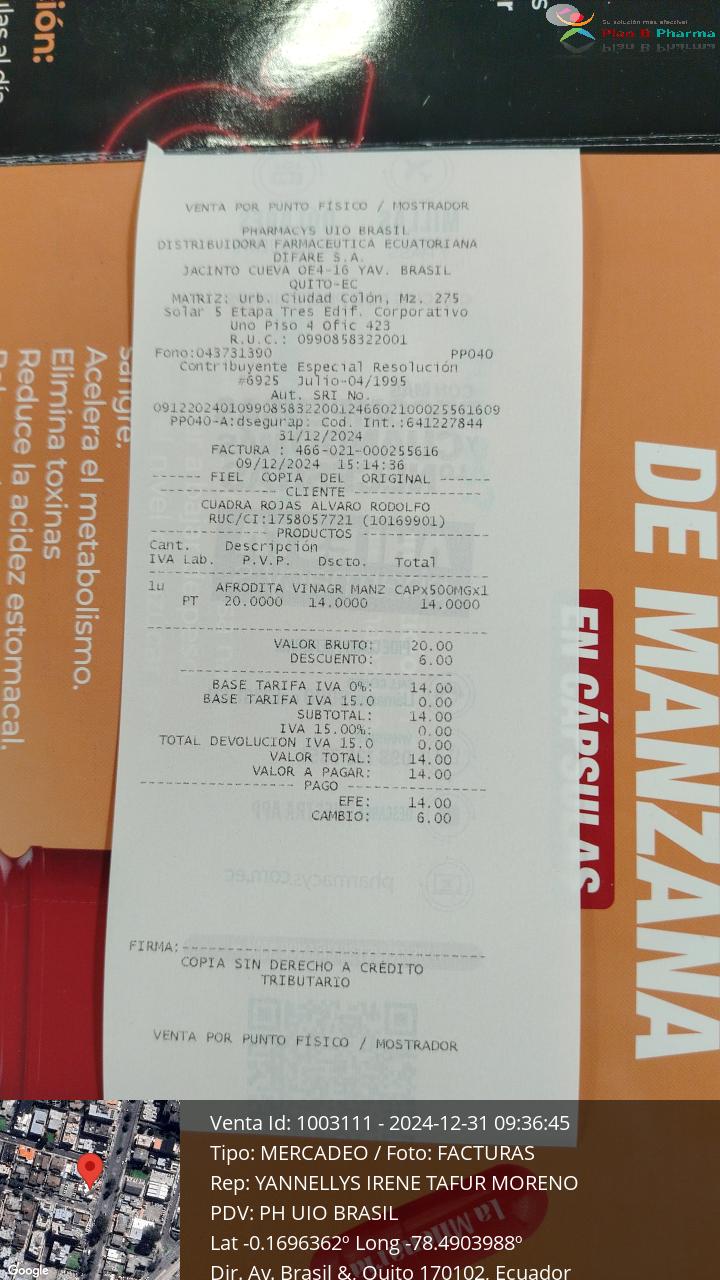 ión:
Su solución más efectiva!
Plan B Pharma
VENTA POR PUNTO FÍSICO / MOSTRADOR
PHARMACYS UIO BRASIL
DISTRIBUIDORA FARMACEUTICA ECUATORIANA
DIFARE S.A.
JACINTO CUEVA OE4-16 YAV. BRASIL
QUITO-EC
MATRIZ: Urb. Ciudad Colón, Mz. 275
Solar 5 Etapa Tres Edif. Corporativo
Uno Piso 4 Ofic 423
R.U.C.: 0990858322001
Fono:043731390 PP040
Contribuyente Especial Resolución
#6925 Julio-04/1995
Aut. SRI No.
0912202401099085832200124660210002556​1609
PP040-A:dsegurap: Cod. Int.:641227844
31/12/2024
FACTURA : 466-021-000255616
09/12/2024 15:14:36
------ FIEL COPIA DEL ORIGINAL ------
CLIENTE
CUADRA ROJAS ALVARO RODOLFO
RUC/CI:1758057721 (10169901)
PRODUCTOS
Cant. Descripción
IVA Lab. P.V.P. Dscto. Total
1u AFRODITA VINAGR MANZ CAPx500MGx1
PT 20.0000 14.0000 14.0000
VALOR BRUTO: 20.00
DESCUENTO: 6.00
BASE TARIFA IVA 0%: 14.00
BASE TARIFA IVA 15.0 0.00
SUBTOTAL: 14.00
IVA 15.00%: 0.00
TOTAL DEVOLUCION IVA 15.0 0.00
VALOR TOTAL: 14.00
VALOR A PAGAR: 14.00
PAGO
EFE: 14.00
CAMBIO: 6.00
pharmacys.com.ec
FIRMA:
COPIA SIN DERECHO A CRÉDITO
TRIBUTARIO
VENTA POR PUNTO FÍSICO / MOSTRADOR
sangre.
Acelera el metabolismo.
Elimina toxinas
Reduce la acidez estomacal.
DE MANZANA
EN CÁPSULAS
Venta Id: 1003111 - 2024-12-31 09:36:45
Tipo: MERCADEO / Foto: FACTURAS
Rep: YANNELLYS IRENE TAFUR MORENO
PDV: PH UIO BRASIL
Lat -0.1696362º Long -78.4903988º
Dir. Av. Brasil &, Quito 170102, Ecuador
Google